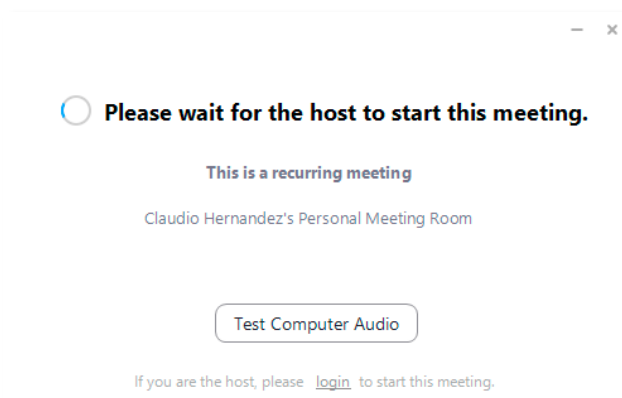 Please wait for the host to start this meeting.
This is a recurring meeting
Claudio Hernandez's Personal Meeting Room
Test Computer Audio
If you are the host, please login to start this meeting.